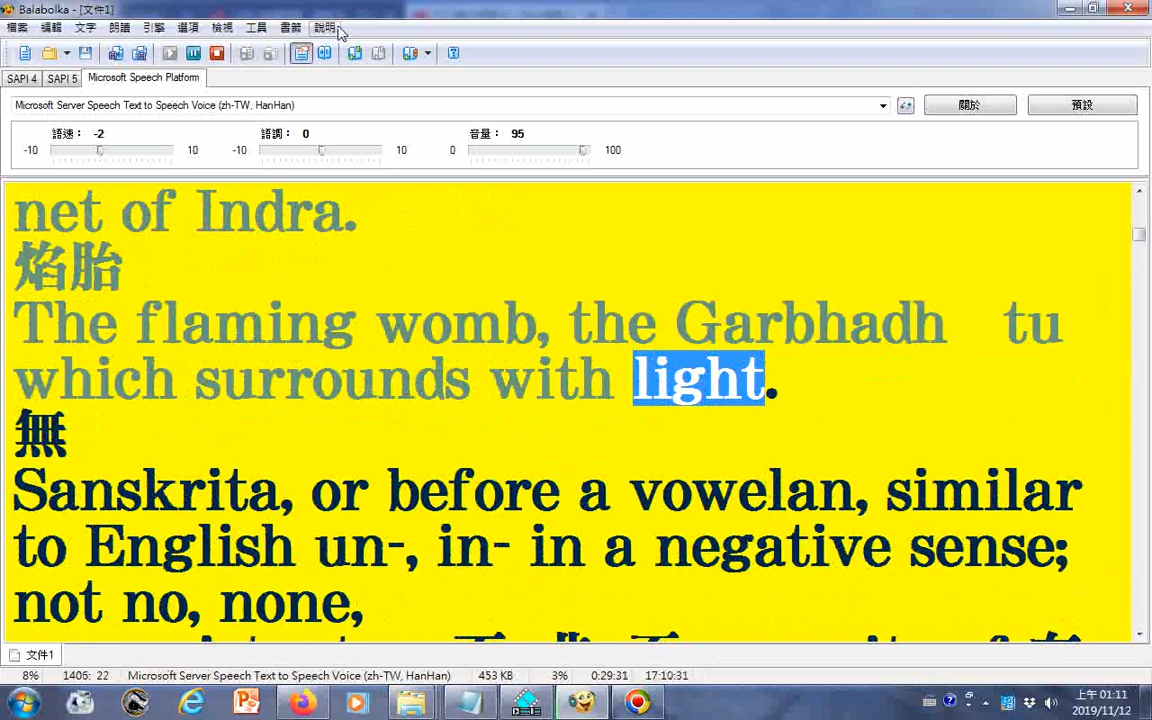 Balabolka - [文件1]
檔案 編輯 文字 朗讀 引擎 選項 檢視 工具 書籤 說明
SAPI 4 SAPI 5 Microsoft Speech Platform
Microsoft Server Speech Text to Speech Voice (zh-TW, HanHan) 關於 預設
語速： -2 語調： 0 音量： 95
-10 10 -10 10 0 100
net of Indra.
焰胎
The flaming womb, the Garbhadh tu
which surrounds with light.
無
Sanskrita, or before a vowelan, similar
to English un-, in- in a negative sense;
not no, none,
文件1
8% 1406: 22 Microsoft Server Speech Text to Speech Voice (zh-TW, HanHan) 453 KB 3% 0:29:31 17:10:31
上午 01:11
2019/11/12